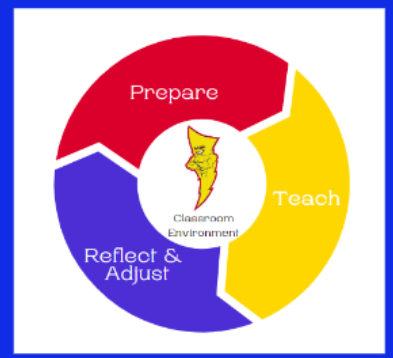 Prepare
Teach
Classroom
Environment
Reflect &
Adjust